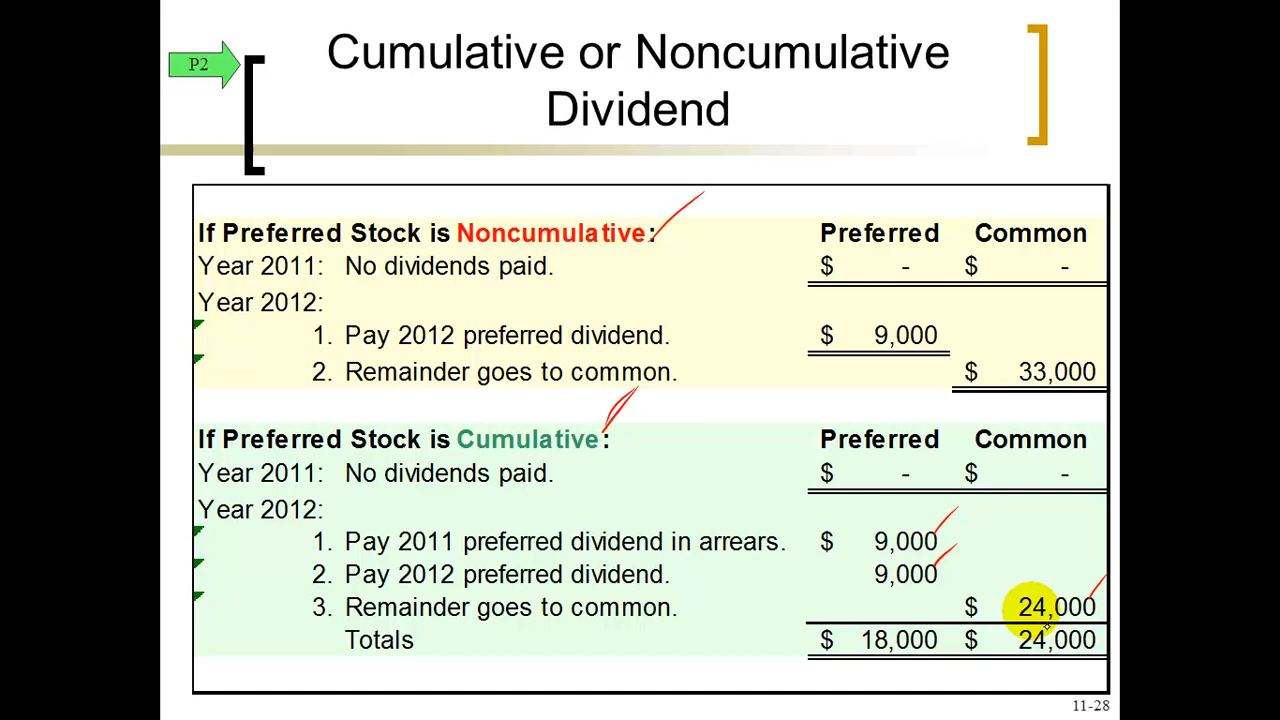 P2
Cumulative or Noncumulative
Dividend
If Preferred Stock is Noncumulative: Preferred Common
Year 2011: No dividends paid. $ - $ -
Year 2012:
1. Pay 2012 preferred dividend. $ 9,000
2. Remainder goes to common. $ 33,000
If Preferred Stock is Cumulative: Preferred Common
Year 2011: No dividends paid. $ - $ -
Year 2012:
1. Pay 2011 preferred dividend in arrears. $ 9,000
2. Pay 2012 preferred dividend. 9,000
3. Remainder goes to common. $ 24,000
Totals $ 18,000 $ 24,000
11-28